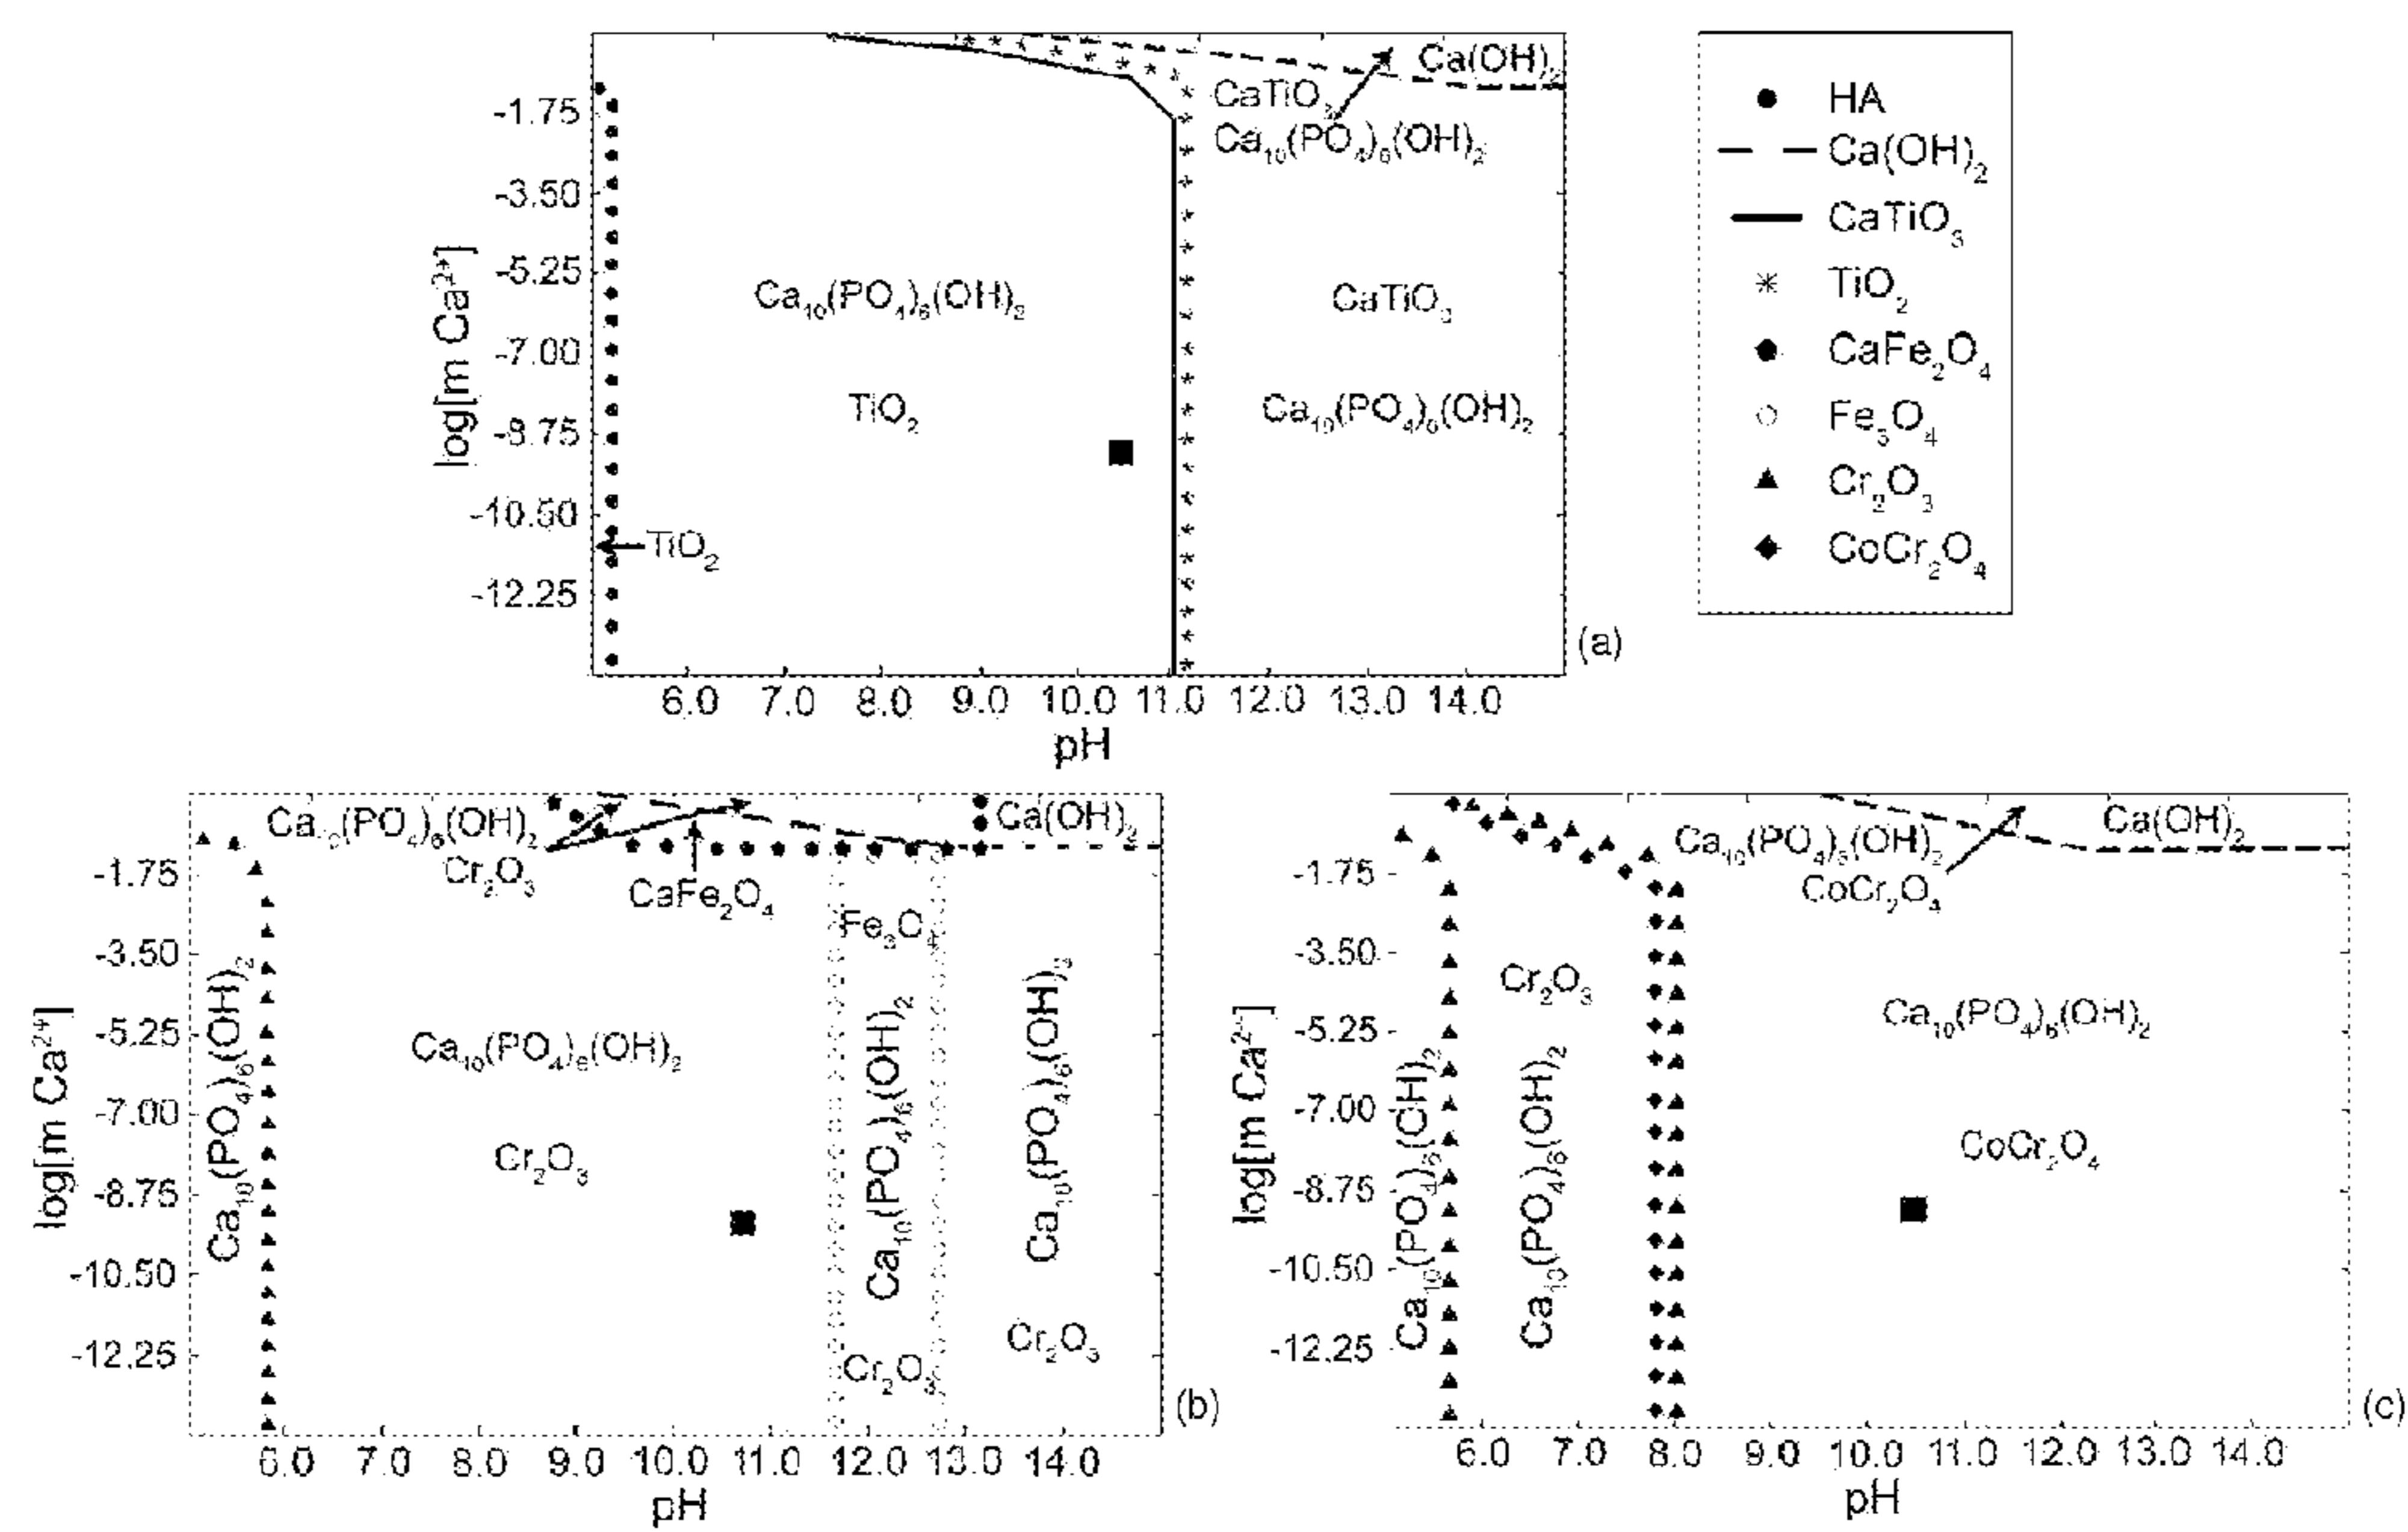 Ca(OH)₂
CaTiO₃
Ca₁₀(PO₄)₆(OH)₂
-1.75
-3.50
-5.25
-7.00
-8.75
-10.50
-12.25
log[m Ca²⁺]
Ca₁₀(PO₄)₆(OH)₂
TiO₂
CaTiO₃
Ca₁₀(PO₄)₆(OH)₂
TiO₂
6.0 7.0 8.0 9.0 10.0 11.0 12.0 13.0 14.0
pH
(a)
HA
Ca(OH)₂
CaTiO₃
TiO₂
CaFe₂O₄
Fe₃O₄
Cr₂O₃
CoCr₂O₄
Ca₁₀(PO₄)₆(OH)₂
Cr₂O₃
CaFe₂O₄
Ca(OH)₂
Fe₃O₄
-1.75
-3.50
-5.25
-7.00
-8.75
-10.50
-12.25
log[m Ca²⁺]
Ca₁₀(PO₄)₆(OH)₂
Ca₁₀(PO₄)₆(OH)₂
Cr₂O₃
Ca₁₀(PO₄)₆(OH)₂
Cr₂O₃
Ca₁₀(PO₄)₆(OH)₂
Cr₂O₃
6.0 7.0 8.0 9.0 10.0 11.0 12.0 13.0 14.0
pH
(b)
Ca₁₀(PO₄)₆(OH)₂
CoCr₂O₄
Ca(OH)₂
-1.75
-3.50
-5.25
-7.00
-8.75
-10.50
-12.25
log[m Ca²⁺]
Ca₁₀(PO₄)₆(OH)₂
Cr₂O₃
Ca₁₀(PO₄)₆(OH)₂
Ca₁₀(PO₄)₆(OH)₂
CoCr₂O₄
6.0 7.0 8.0 9.0 10.0 11.0 12.0 13.0 14.0
pH
(c)